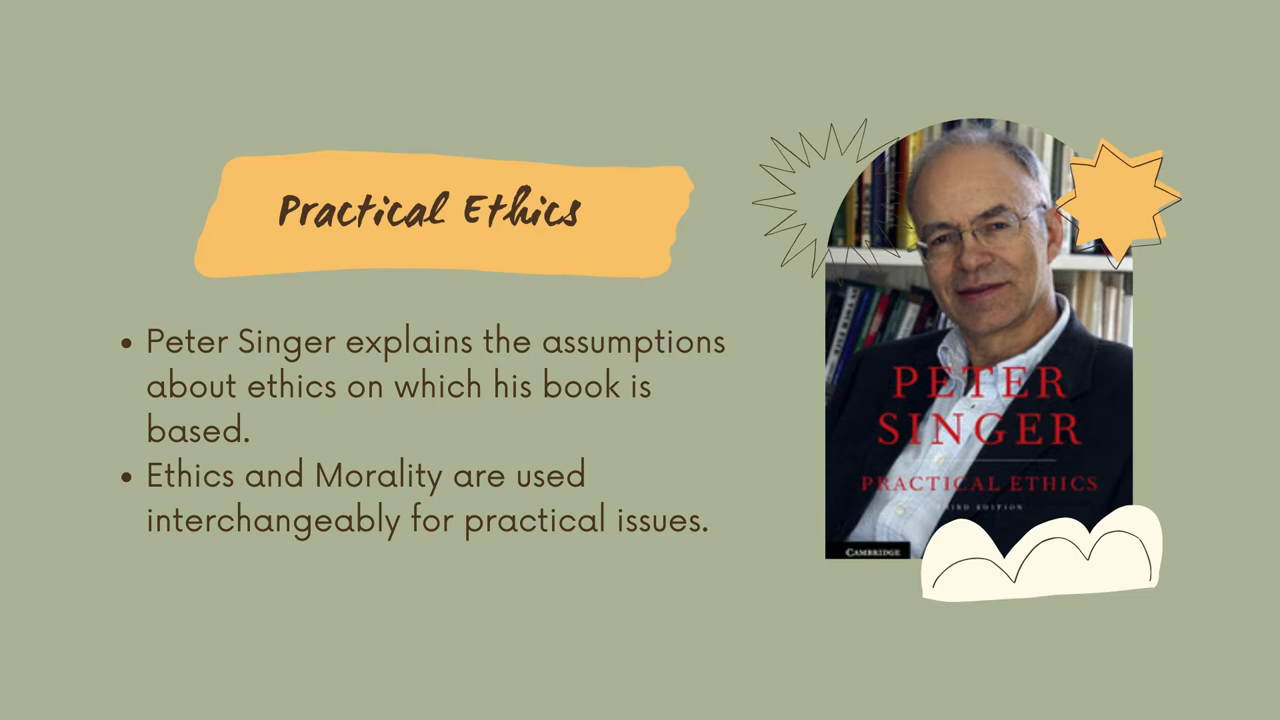 Practical Ethics
• Peter Singer explains the assumptions
about ethics on which his book is
based.
• Ethics and Morality are used
interchangeably for practical issues.
PETER
SINGER
PRACTICAL ETHICS
EDITION
CAMBRIDGE